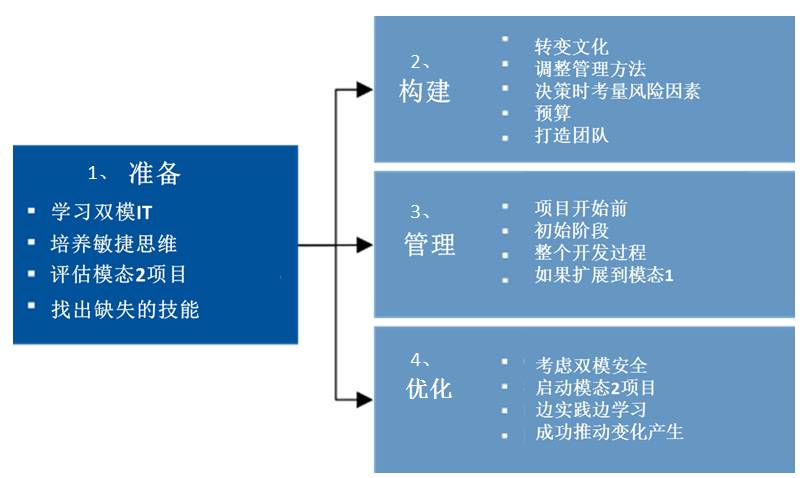 1、 准备
学习双模IT
培养敏捷思维
评估模态2项目
找出缺失的技能
2、
构建
转变文化
调整管理方法
决策时考量风险因素
预算
打造团队
3、
管理
项目开始前
初始阶段
整个开发过程
如果扩展到模态1
4、
优化
考虑双模安全
启动模态2项目
边实践边学习
成功推动变化产生